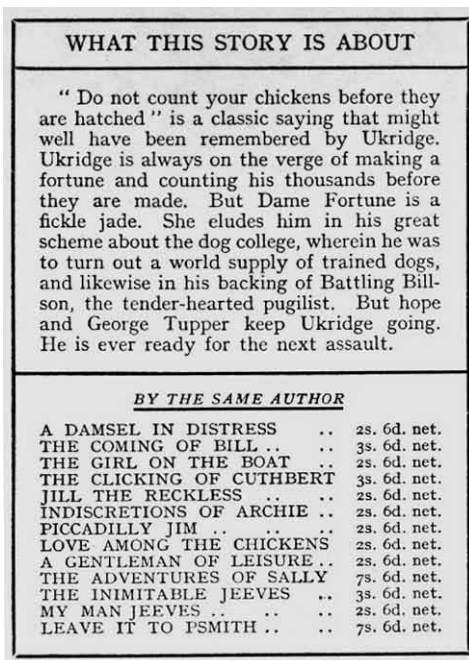 WHAT THIS STORY IS ABOUT
" Do not count your chickens before they
are hatched " is a classic saying that might
well have been remembered by Ukridge.
Ukridge is always on the verge of making a
fortune and counting his thousands before
they are made. But Dame Fortune is a
fickle jade. She eludes him in his great
scheme about the dog college, wherein he was
to turn out a world supply of trained dogs,
and likewise in his backing of Battling Bill-
son, the tender-hearted pugilist. But hope
and George Tupper keep Ukridge going.
He is ever ready for the next assault.
BY THE SAME AUTHOR
A DAMSEL IN DISTRESS .. 2s. 6d. net.
THE COMING OF BILL .. .. 3s. 6d. net.
THE GIRL ON THE BOAT .. 2s. 6d. net.
THE CLICKING OF CUTHBERT 3s. 6d. net.
JILL THE RECKLESS .. .. 2s. 6d. net.
INDISCRETIONS OF ARCHIE .. 2s. 6d. net.
PICCADILLY JIM .. .. .. 2s. 6d. net.
LOVE AMONG THE CHICKENS 2s. 6d. net.
A GENTLEMAN OF LEISURE .. 2s. 6d. net.
THE ADVENTURES OF SALLY 7s. 6d. net.
THE INIMITABLE JEEVES .. 3s. 6d. net.
MY MAN JEEVES .. .. .. 2s. 6d. net.
LEAVE IT TO PSMITH .. .. 7s. 6d. net.